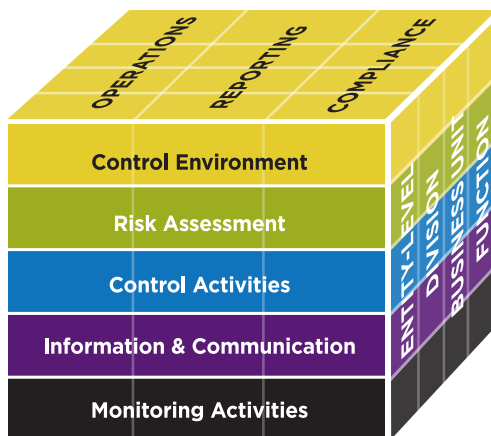 OPERATIONS
REPORTING
COMPLIANCE
Control Environment
Risk Assessment
Control Activities
Information & Communication
Monitoring Activities
ENTITY-LEVEL
DIVISION
BUSINESS UNIT
FUNCTION